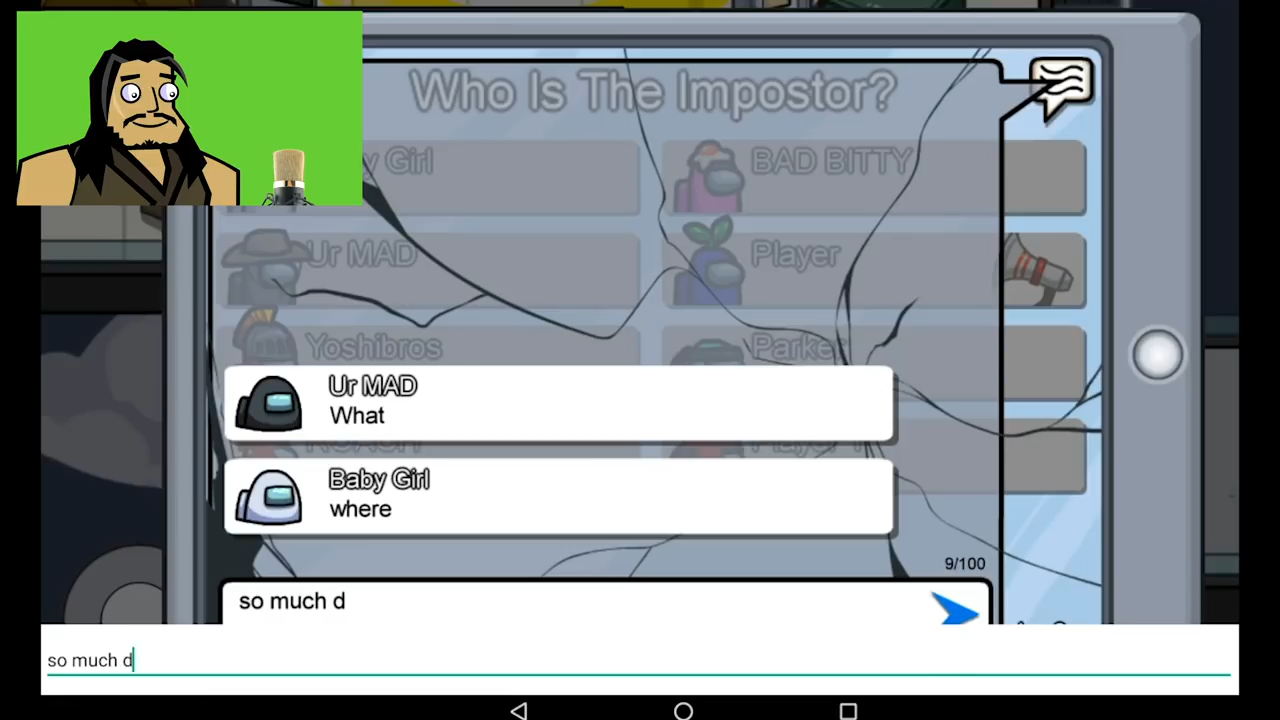 Who Is The Impostor?
y Girl
BAD BITTY
Ur MAD
Player
Yoshibros
Parker
Ur MAD
What
Baby Girl
where
9/100
so much d
so much d